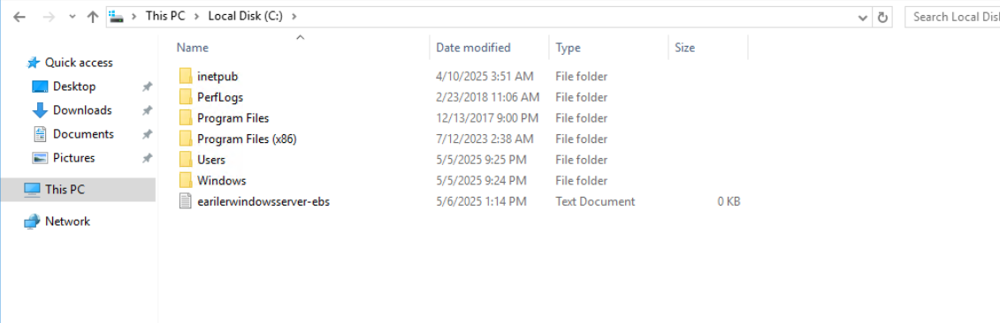 This PC > Local Disk (C:) >
Search Local Dis
Name Date modified Type Size
Quick access
Desktop
Downloads
Documents
Pictures
This PC
Network
inetpub 4/10/2025 3:51 AM File folder
PerfLogs 2/23/2018 11:06 AM File folder
Program Files 12/13/2017 9:00 PM File folder
Program Files (x86) 7/12/2023 2:38 AM File folder
Users 5/5/2025 9:25 PM File folder
Windows 5/5/2025 9:24 PM File folder
earilerwindowsserver-ebs 5/6/2025 1:14 PM Text Document 0 KB